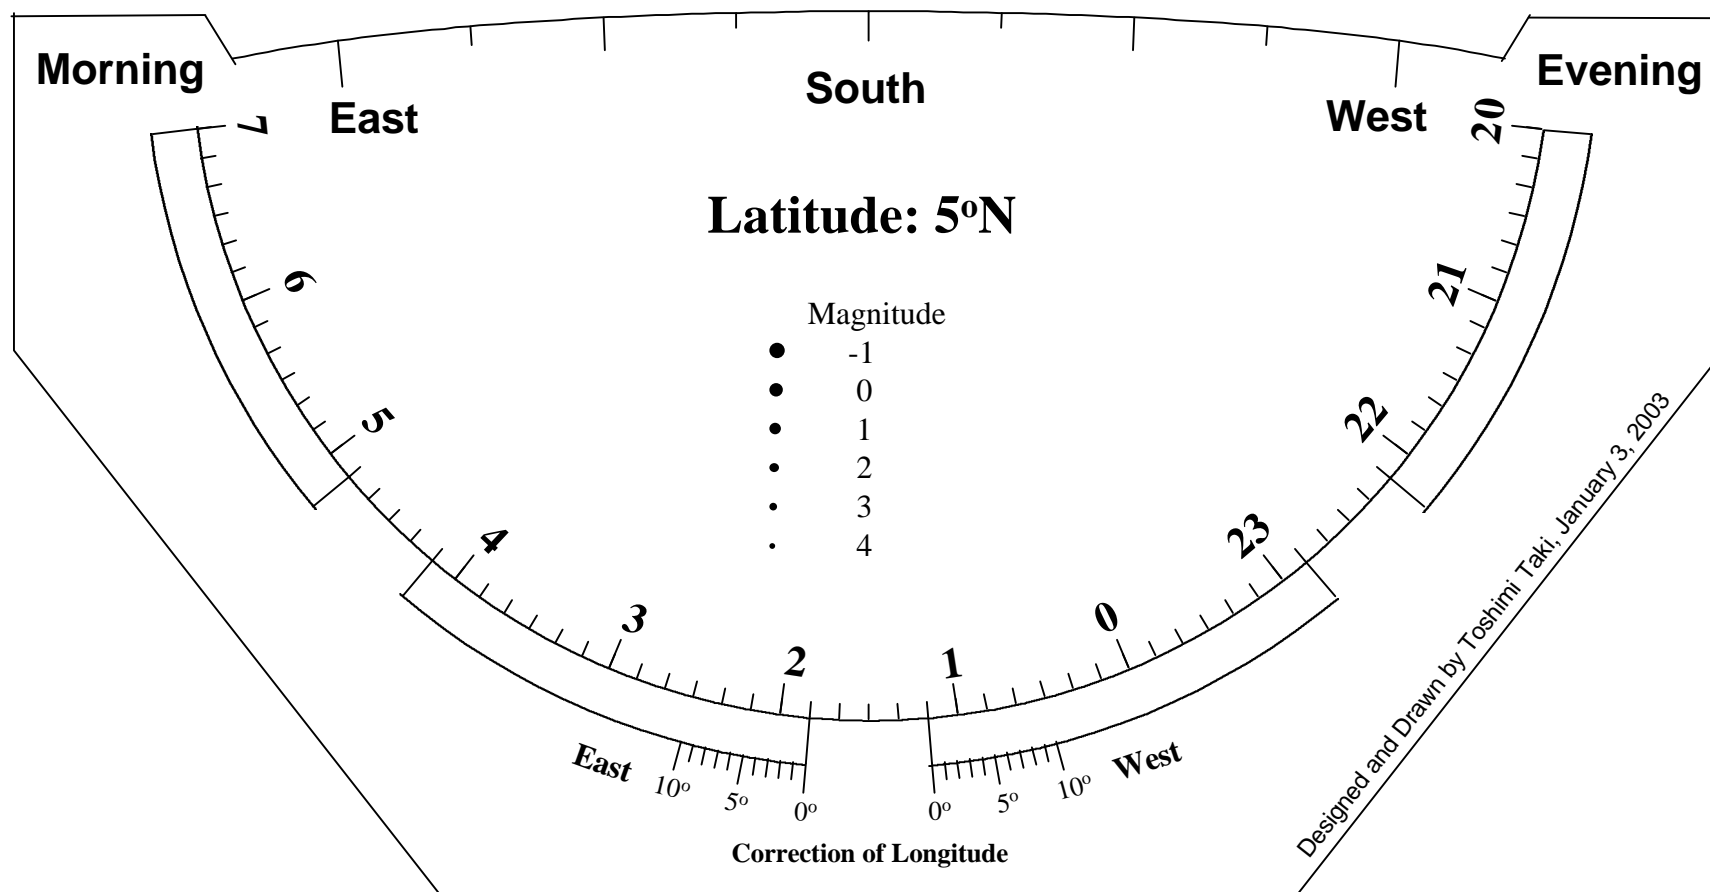 Morning
Evening
South
East
West
7
20
Latitude: 5°N
6
21
Magnitude
-1
0
1
2
3
4
5
22
4
23
3
0
2
1
East
West
10°
5°
0°
0°
5°
10°
Correction of Longitude
Designed and Drawn by Toshimi Taki, January 3, 2003